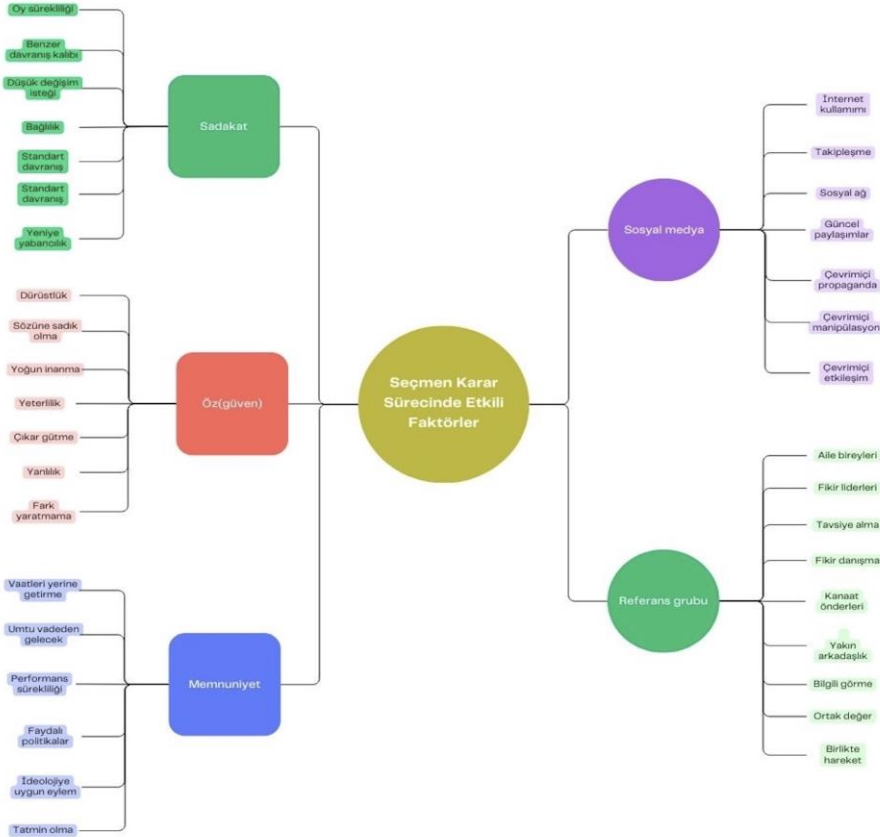 Oy sürekliliği
Benzer
davranış kalıbı
Düşük değişim
isteği
Bağlılık
Standart
davranış
Standart
davranış
Yeniye
yabancılık
Sadakat
Dürüstlük
Sözüne sadık
olma
Yoğun inanma
Yeterlilik
Çıkar gütme
Yanlılık
Fark
yaratmama
Öz(güven)
Vaatleri yerine
getirme
Umtu vadeden
gelecek
Performans
sürekliliği
Faydalı
politikalar
İdeolojiye
uygun eylem
Tatmin olma
Memnuniyet
Seçmen Karar
Sürecinde Etkili
Faktörler
Sosyal medya
İnternet
kullamımı
Takipleşme
Sosyal ağ
Güncel
paylaşımlar
Çevrimiçi
propaganda
Çevrimiçi
manipülasyon
Çevrimiçi
etkileşim
Referans grubu
Aile bireyleri
Fikir liderleri
Tavsiye alma
Fikir danışma
Kanaat
önderleri
Yakın
arkadaşlık
Bilgili görme
Ortak değer
Birlikte
hareket